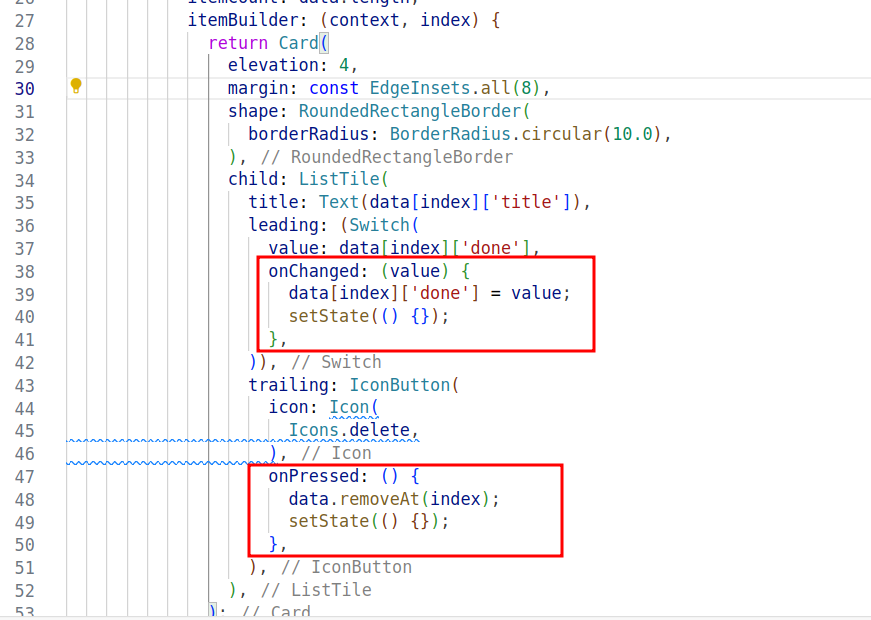 26 itemCount: data.length,
27 itemBuilder: (context, index) {
28 return Card(
29 elevation: 4,
30 margin: const EdgeInsets.all(8),
31 shape: RoundedRectangleBorder(
32 borderRadius: BorderRadius.circular(10.0),
33 ), // RoundedRectangleBorder
34 child: ListTile(
35 title: Text(data[index]['title']),
36 leading: (Switch(
37 value: data[index]['done'],
38 onChanged: (value) {
39 data[index]['done'] = value;
40 setState(() {});
41 },
42 )), // Switch
43 trailing: IconButton(
44 icon: Icon(
45 Icons.delete,
46 ), // Icon
47 onPressed: () {
48 data.removeAt(index);
49 setState(() {});
50 },
51 ), // IconButton
52 ), // ListTile
53 ); // Card